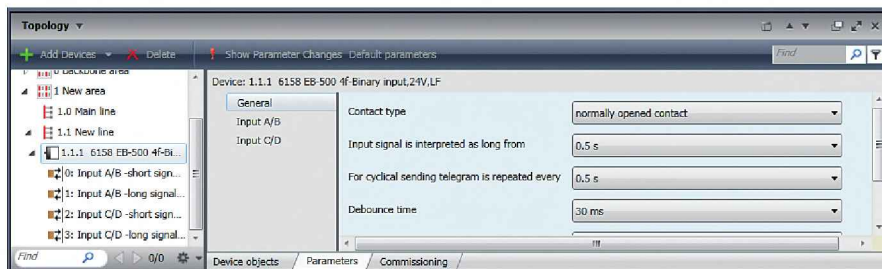 Topology
Add Devices Delete Show Parameter Changes Default parameters Find
0 Backbone area
1 New area
1.0 Main line
1.1 New line
1.1.1 6158 EB-500 4f-Bi...
0: Input A/B -short sign...
1: Input A/B -long signal...
2: Input C/D -short sign...
3: Input C/D -long signal...
Find 0/0
Device: 1.1.1 6158 EB-500 4f-Binary input,24V,LF
General
Input A/B
Input C/D
Contact type normally opened contact
Input signal is interpreted as long from 0.5 s
For cyclical sending telegram is repeated every 0.5 s
Debounce time 30 ms
Device objects Parameters Commissioning